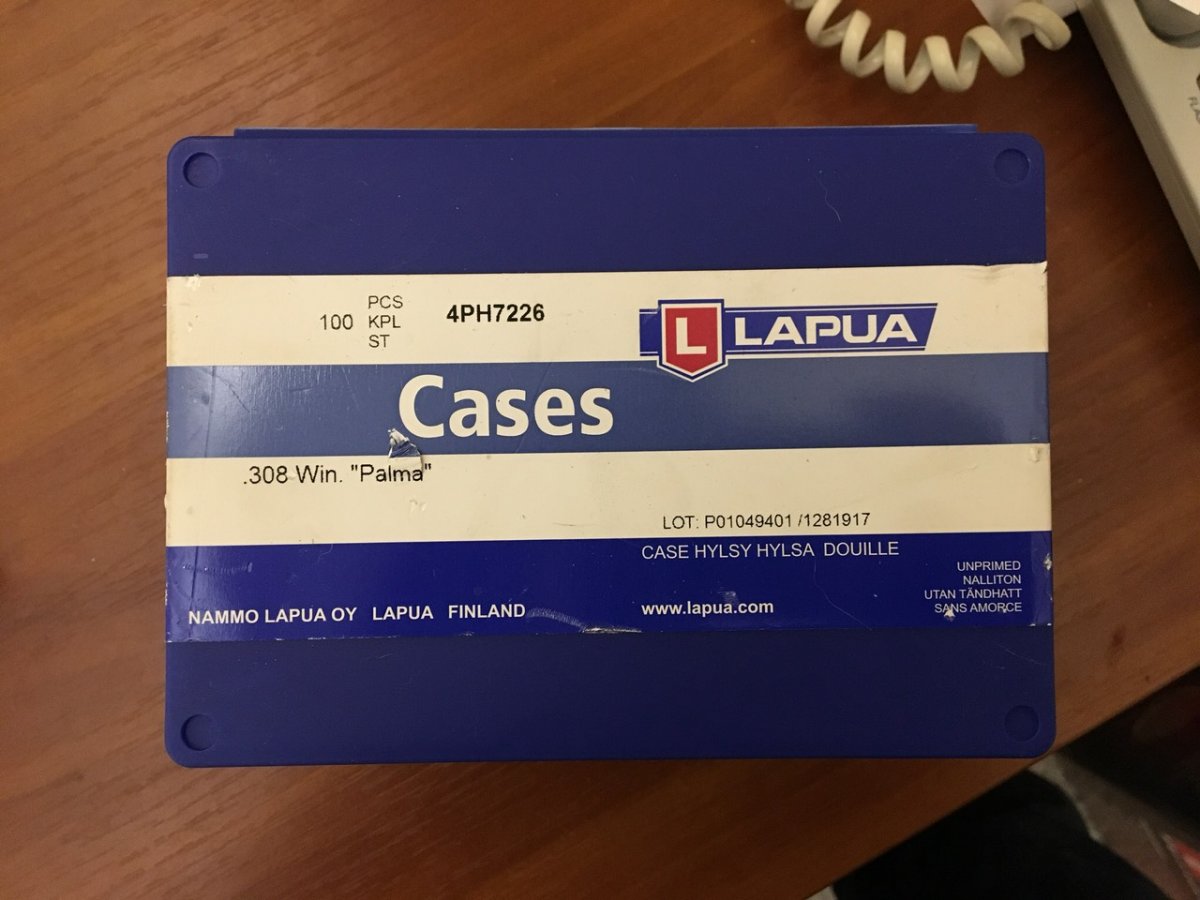 100 PCS
KPL
ST
4PH7226
L LAPUA
Cases
.308 Win. "Palma"
LOT: P01049401 /1281917
CASE HYLSY HYLSA DOUILLE
UNPRIMED
NALLITON
UTAN TÄNDHATT
SANS AMORCE
NAMMO LAPUA OY LAPUA FINLAND
www.lapua.com